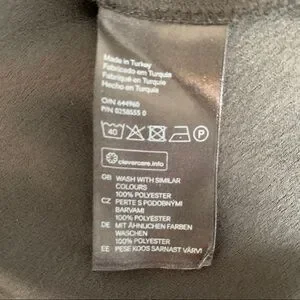 Made in Turkey
Fabricado em Turquia
Fabriqué en Turquie
Hecho en Turquía
CHN 644960
P/N 0258555 0
40 A P
clevercare.info
GB WASH WITH SIMILAR
COLOURS
100% POLYESTER
CZ PERTE S PODOBNÝMI
BARVAMI
100% POLYESTER
DE MIT ÄHNLICHEN FARBEN
WASCHEN
100% POLYESTER
EE PESE KOOS SARNAST VÄRVI